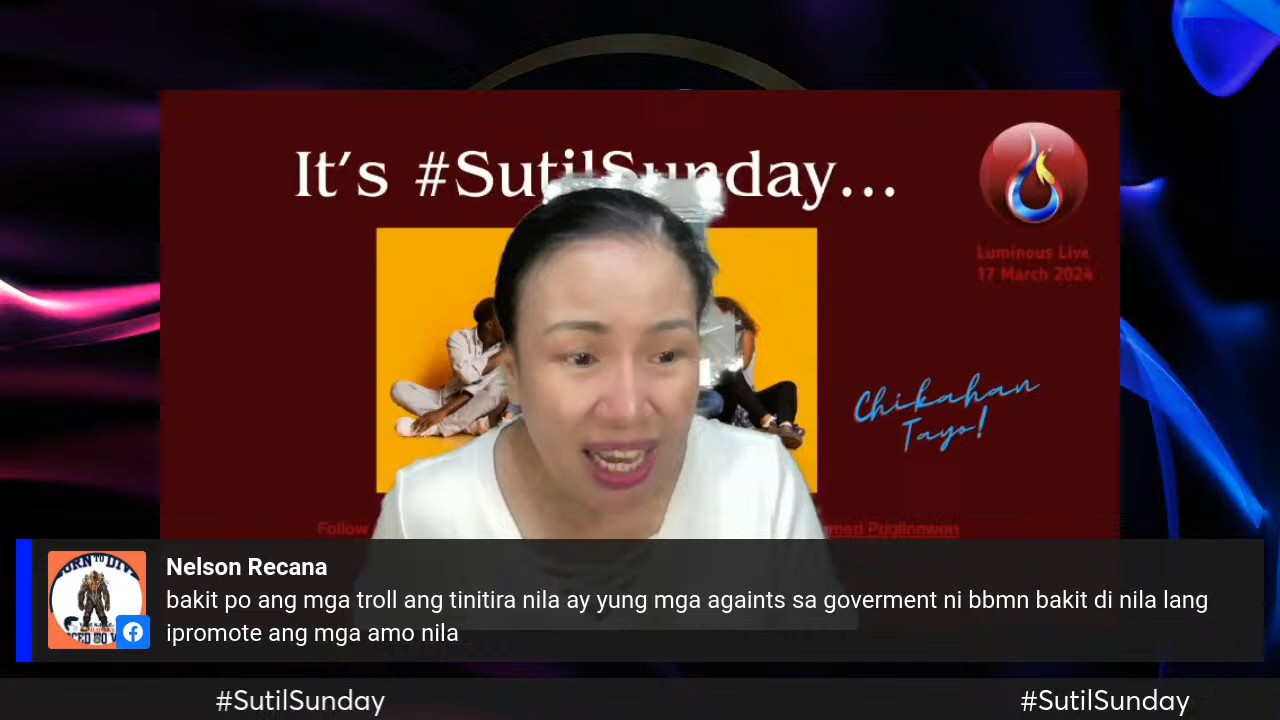 It's #SutilSunday...
Luminous Live
17 March 2024
Chikahan
Tayo!
Follow
Nelson Recana
bakit po ang mga troll ang tinitira nila ay yung mga againts sa goverment ni bbmn bakit di nila lang
ipromote ang mga amo nila
#SutilSunday #SutilSunday